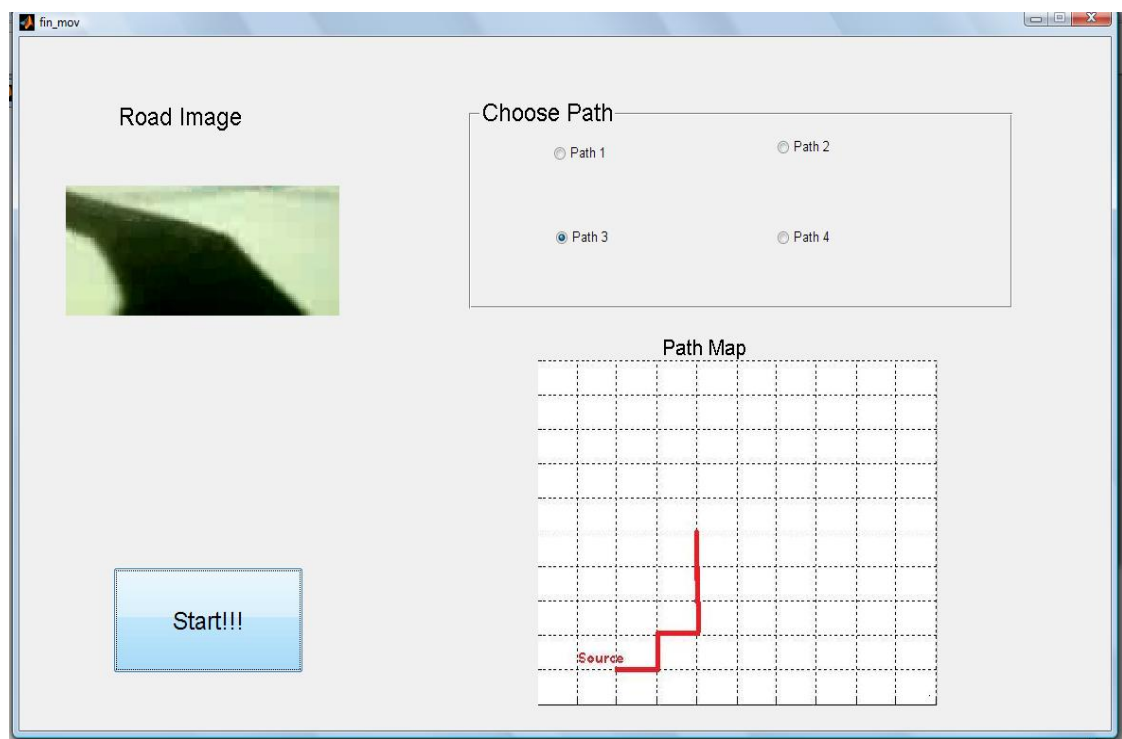 fin_mov
Road Image
Choose Path
Path 1
Path 2
Path 3
Path 4
Path Map
Source
Start!!!